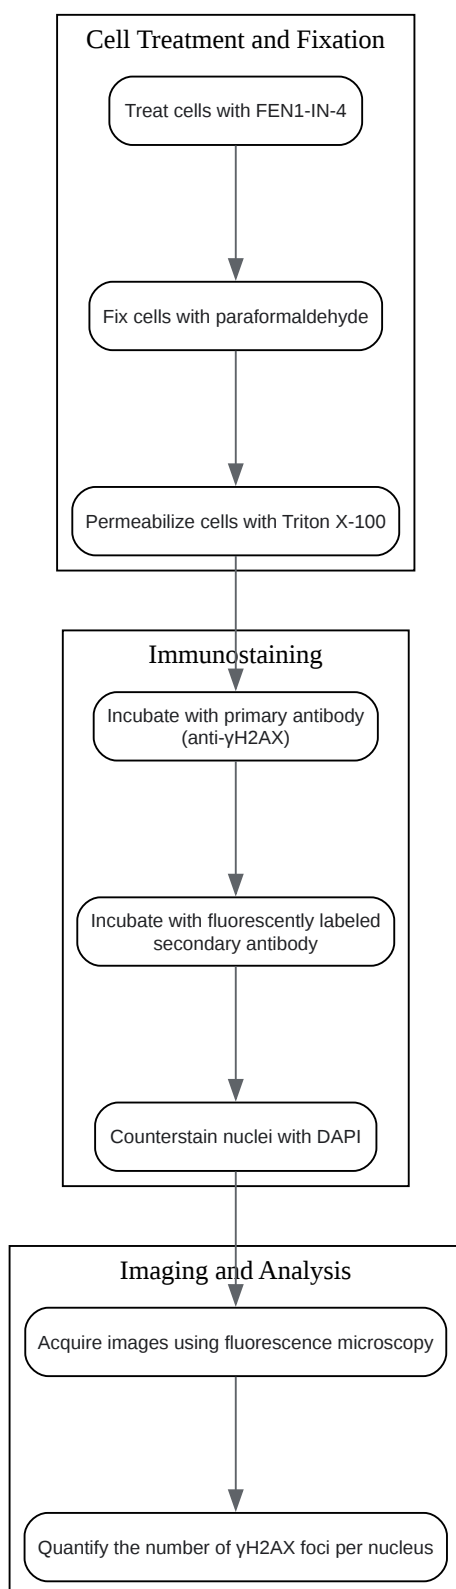 Cell Treatment and Fixation
Treat cells with FEN1-IN-4
Fix cells with paraformaldehyde
Permeabilize cells with Triton X-100
Immunostaining
Incubate with primary antibody
(anti-γH2AX)
Incubate with fluorescently labeled
secondary antibody
Counterstain nuclei with DAPI
Imaging and Analysis
Acquire images using fluorescence microscopy
Quantify the number of γH2AX foci per nucleus